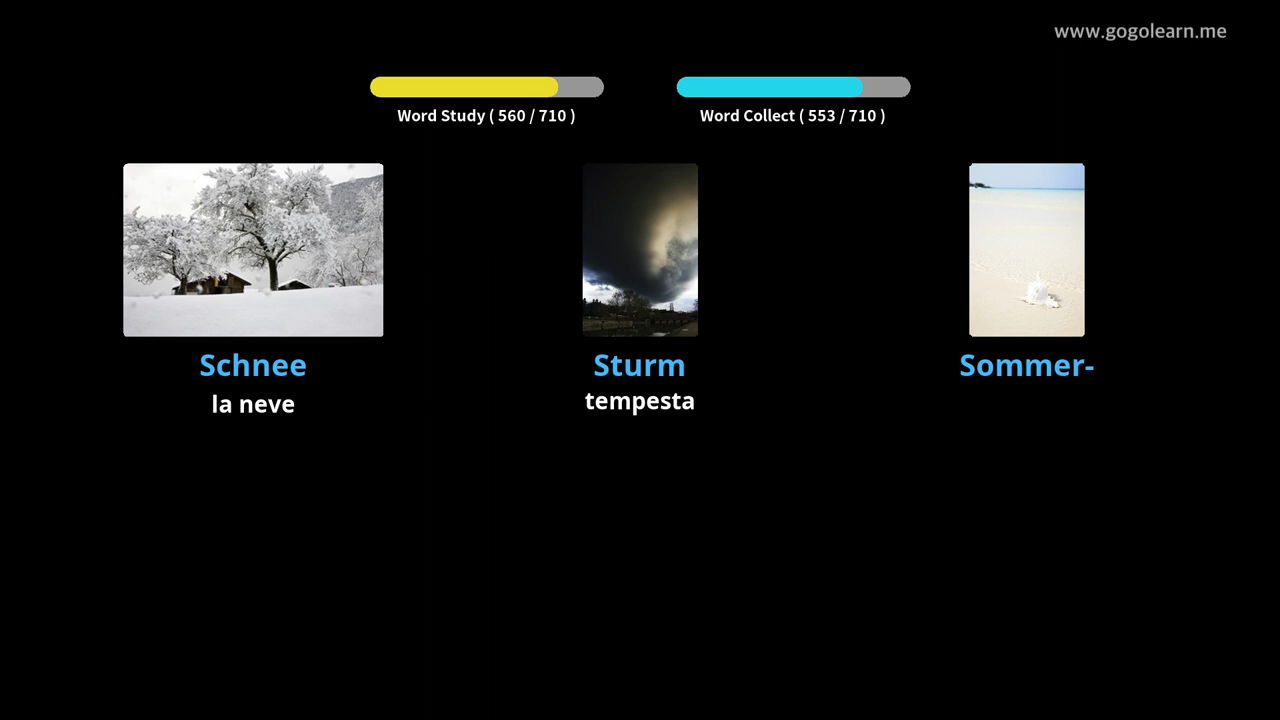 www.gogolearn.me
Word Study ( 560 / 710 )
Word Collect ( 553 / 710 )
Schnee
la neve
Sturm
tempesta
Sommer-